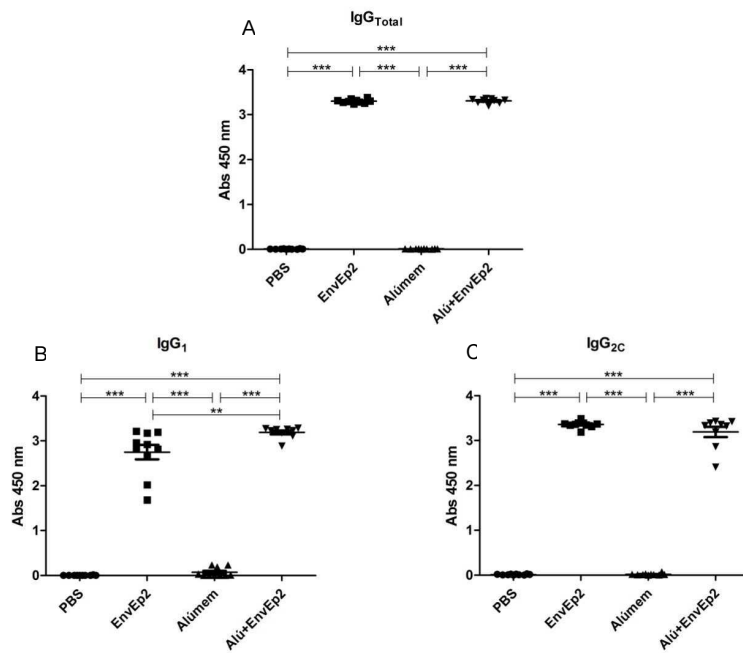 A
IgGTotal
***
*** *** ***
Abs 450 nm
4
3
2
1
0
PBS
EnvEp2
Alúmem
Alú+EnvEp2
B
IgG1
***
*** *** ***
**
Abs 450 nm
4
3
2
1
0
PBS
EnvEp2
Alúmem
Alú+EnvEp2
C
IgG2C
***
*** *** ***
Abs 450 nm
4
3
2
1
0
PBS
EnvEp2
Alúmem
Alú+EnvEp2